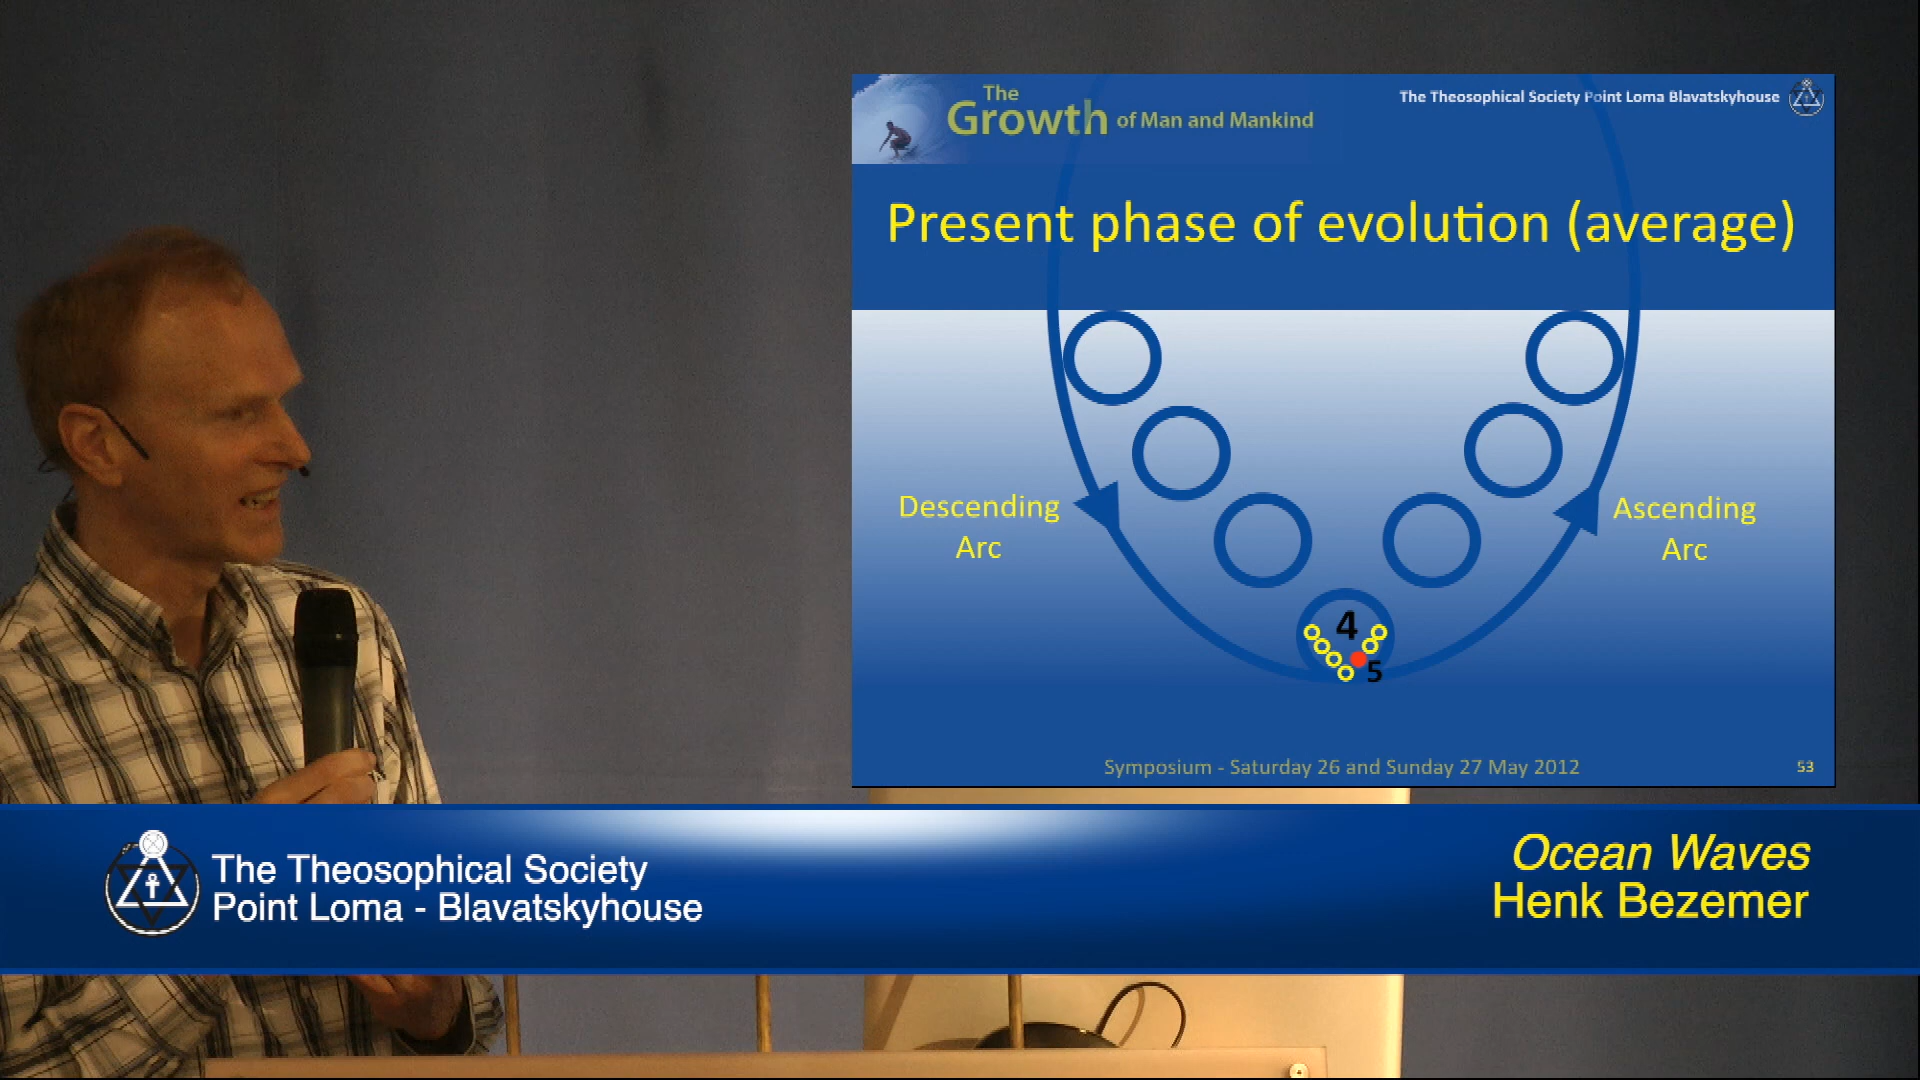 The
Growth of Man and Mankind
The Theosophical Society Point Loma Blavatskyhouse
Present phase of evolution (average)
Descending
Arc
Ascending
Arc
4
5
Symposium - Saturday 26 and Sunday 27 May 2012
53
The Theosophical Society
Point Loma - Blavatskyhouse
Ocean Waves
Henk Bezemer